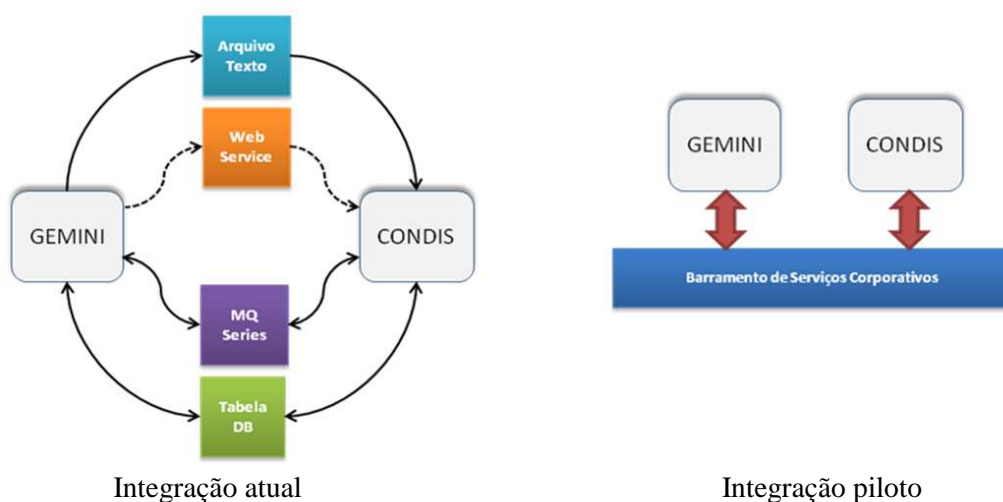 Arquivo
Texto
Web
Service
GEMINI
CONDIS
MQ
Series
Tabela
DB
Integração atual
GEMINI
CONDIS
Barramento de Serviços Corporativos
Integração piloto